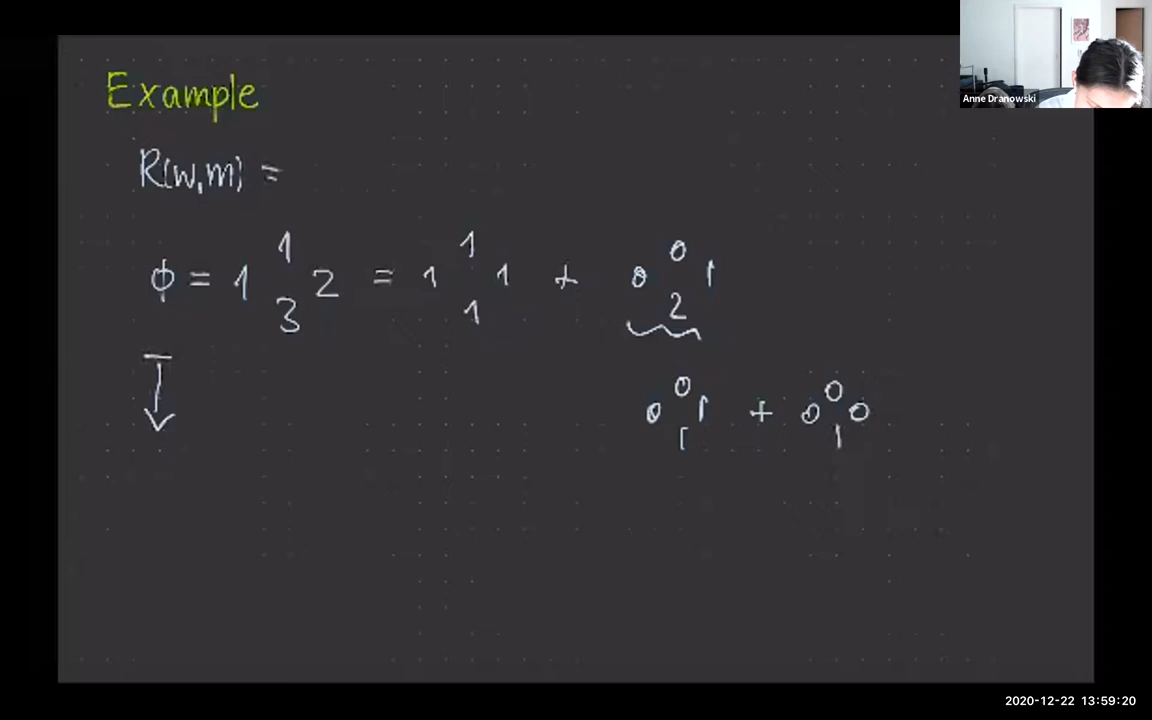 Example
R(w,m) =
1 1 0
ϕ = 1 2 = 1 1 + 0 1
3 1 2
↓
0 0
0 1 + 0 0
1 1
Anne Dranowski
2020-12-22 13:59:20